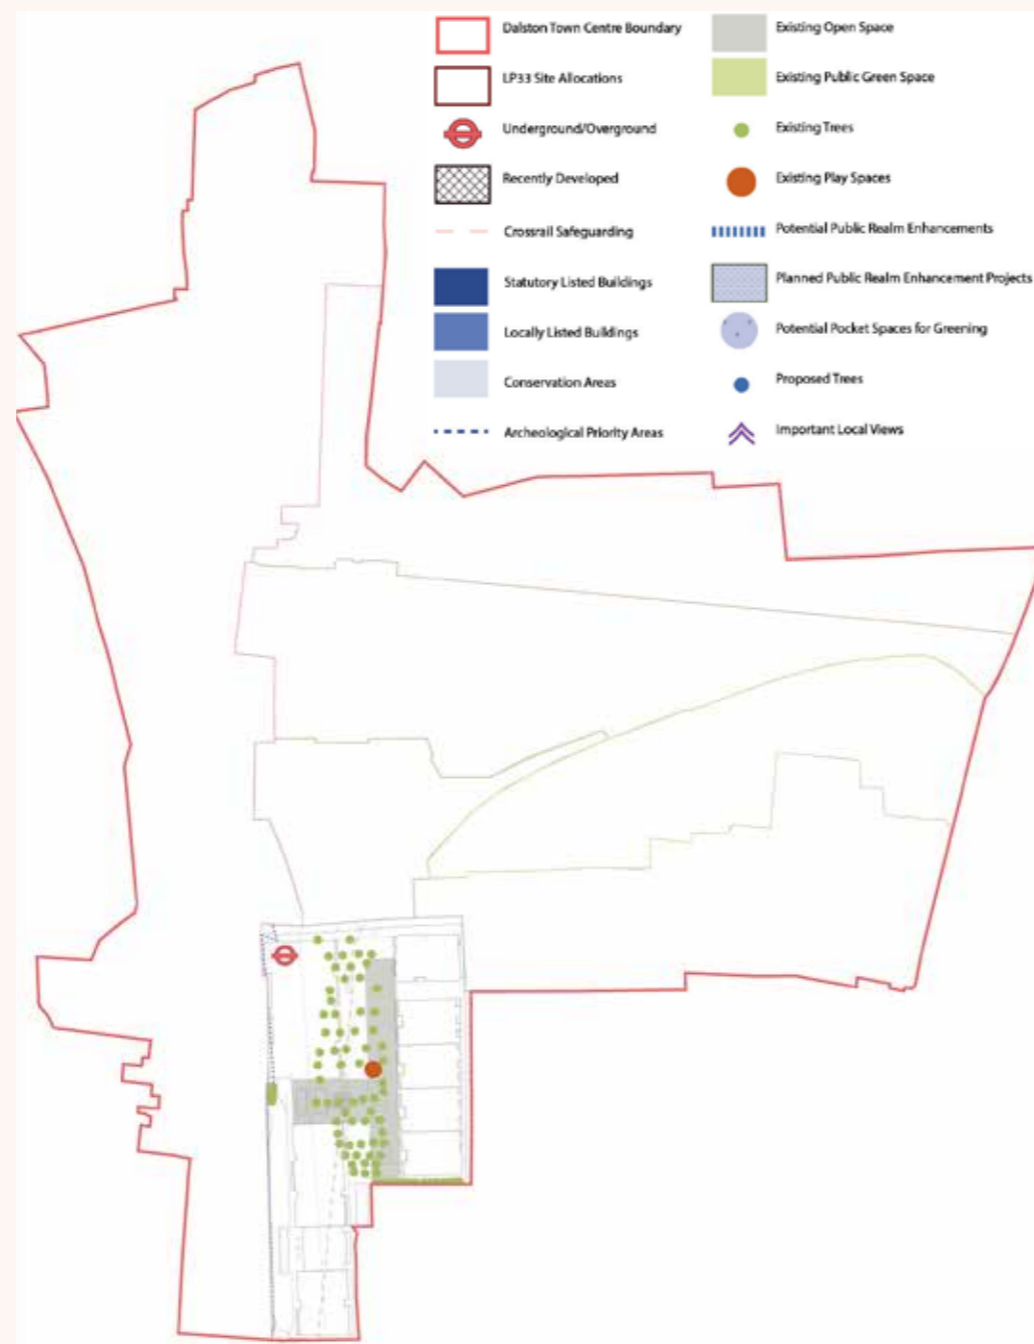 Dalston Town Centre Boundary
LP33 Site Allocations
Underground/Overground
Recently Developed
Crossrail Safeguarding
Statutory Listed Buildings
Locally Listed Buildings
Conservation Areas
Archeological Priority Areas
Existing Open Space
Existing Public Green Space
Existing Trees
Existing Play Spaces
Potential Public Realm Enhancements
Planned Public Realm Enhancement Projects
Potential Pocket Spaces for Greening
Proposed Trees
Important Local Views